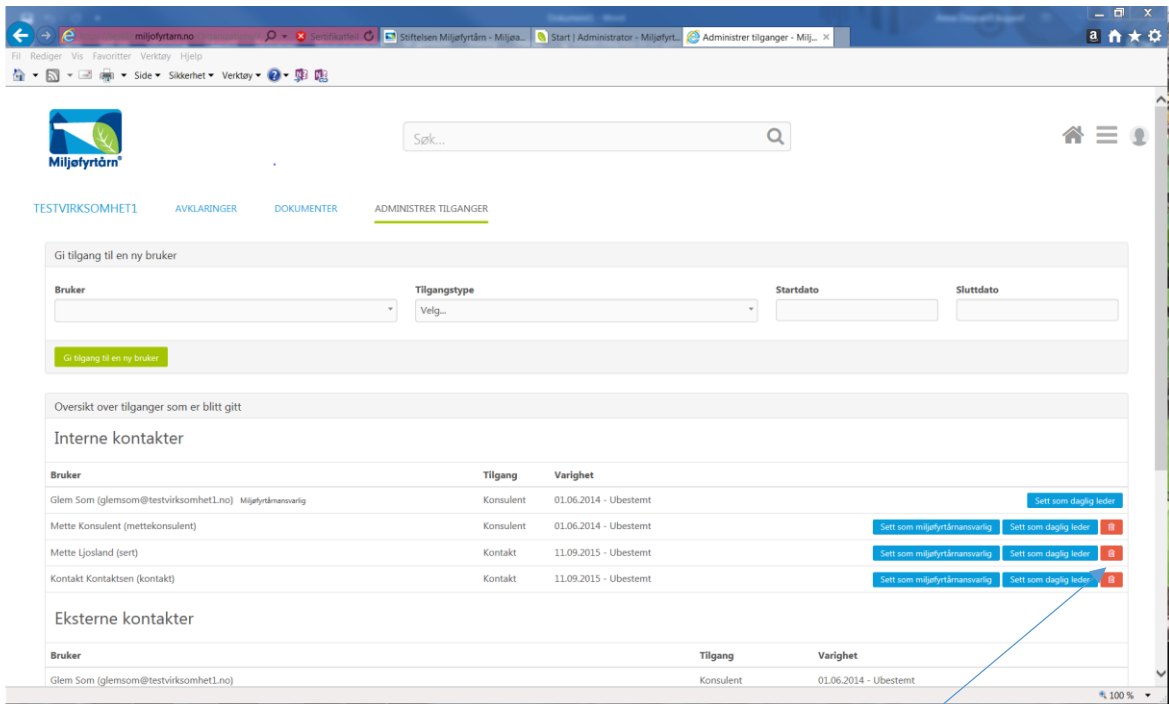 miljofyrtarn.no
Sertifikatfeil
Stiftelsen Miljøfyrtårn - Miljøa...
Start | Administrator - Miljøfyrt...
Administrer tilganger - Milj...
Fil Rediger Vis Favoritter Verktøy Hjelp
Side Sikkerhet Verktøy
Miljøfyrtårn®
Søk...
TESTVIRKSOMHET1 AVKLARINGER DOKUMENTER ADMINISTRER TILGANGER
Gi tilgang til en ny bruker
Bruker Tilgangstype Startdato Sluttdato
Velg...
Gi tilgang til en ny bruker
Oversikt over tilganger som er blitt gitt
Interne kontakter
Bruker Tilgang Varighet
Glem Som (glemsom@testvirksomhet1.no) Miljøfyrtårnansvarlig Konsulent 01.06.2014 - Ubestemt Sett som daglig leder
Mette Konsulent (mettekonsulent) Konsulent 01.06.2014 - Ubestemt Sett som miljøfyrtårnansvarlig Sett som daglig leder
Mette Ljosland (sert) Kontakt 11.09.2015 - Ubestemt Sett som miljøfyrtårnansvarlig Sett som daglig leder
Kontakt Kontaktsen (kontakt) Kontakt 11.09.2015 - Ubestemt Sett som miljøfyrtårnansvarlig Sett som daglig leder
Eksterne kontakter
Bruker Tilgang Varighet
Glem Som (glemsom@testvirksomhet1.no) Konsulent 01.06.2014 - Ubestemt
100 %